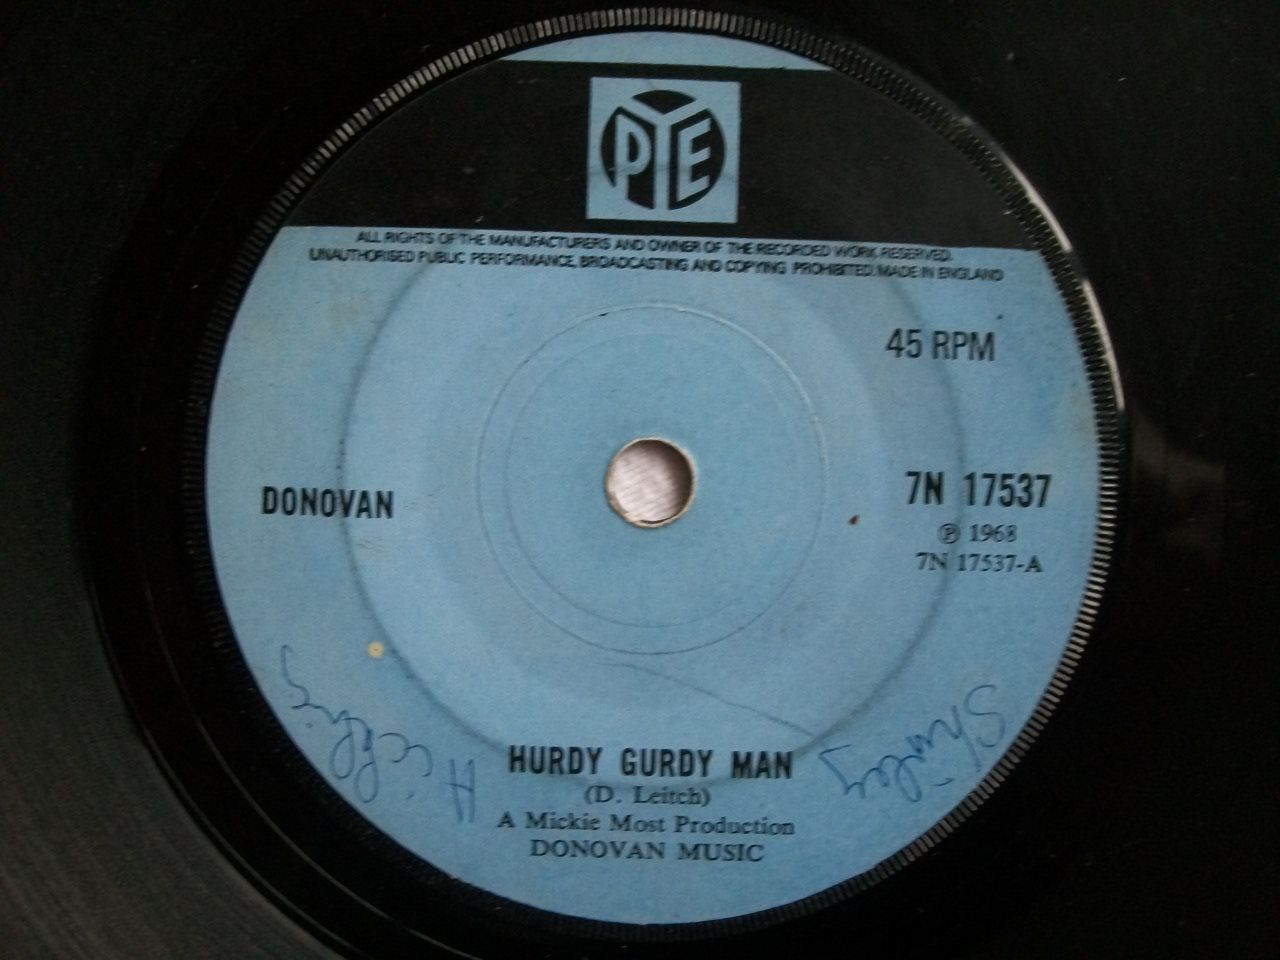 PYE
ALL RIGHTS OF THE MANUFACTURERS AND OWNER OF THE RECORDED WORK RESERVED.
UNAUTHORISED PUBLIC PERFORMANCE, BROADCASTING AND COPYING PROHIBITED. MADE IN ENGLAND
45 RPM
DONOVAN
7N 17537
℗ 1968
7N 17537-A
Shirley
HURDY GURDY MAN
(D. Leitch)
A Mickie Most Production
DONOVAN MUSIC